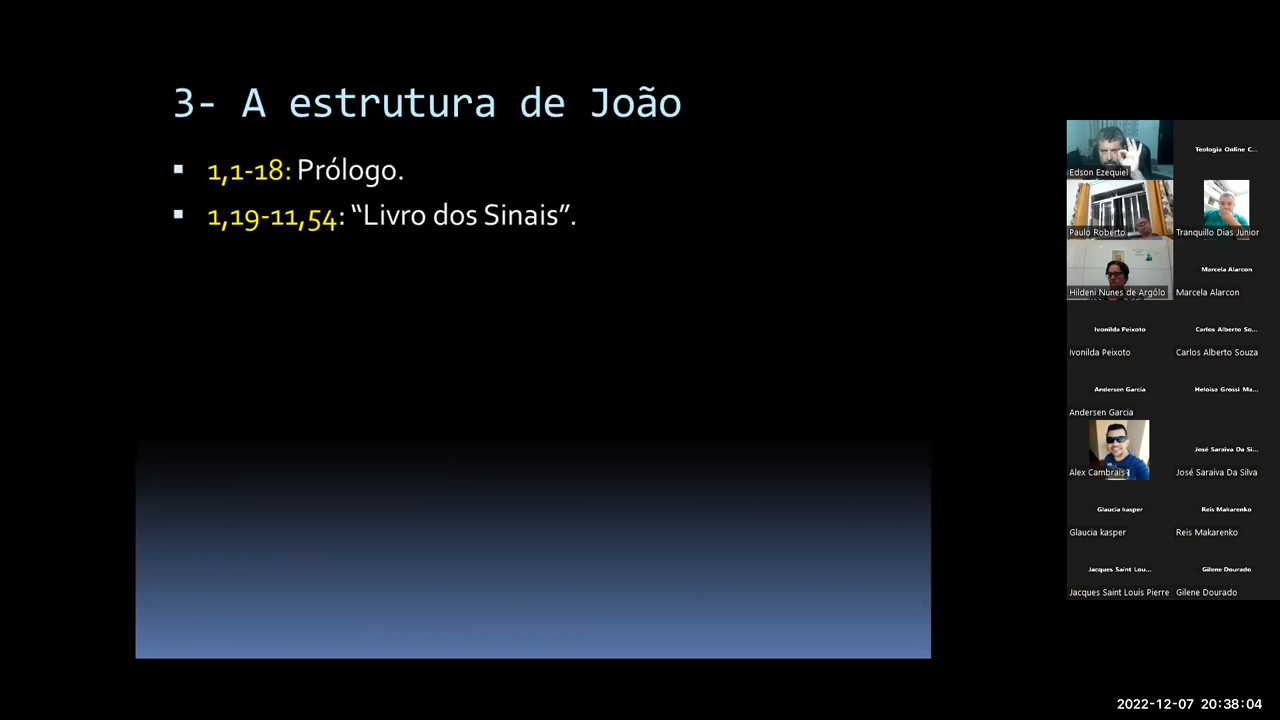 3- A estrutura de João
▪ 1,1-18: Prólogo.
▪ 1,19-11,54: “Livro dos Sinais”.
Edson Ezequiel
Teologia Online C...
Paulo Roberto
Tranquillo Dias Junior
Hildeni Nunes de Argôlo
Marcela Alarcon
Marcela Alarcon
Ivonilda Peixoto
Ivonilda Peixoto
Carlos Alberto So...
Carlos Alberto Souza
Andersen Garcia
Andersen Garcia
Heloisa Grossi Ma...
Alex Cambrais
José Saraiva Da Si...
José Saraiva Da Silva
Glaucia kasper
Glaucia kasper
Reis Makarenko
Reis Makarenko
Jacques Saint Lou...
Jacques Saint Louis Pierre
Gilene Dourado
Gilene Dourado
2022-12-07 20:38:04